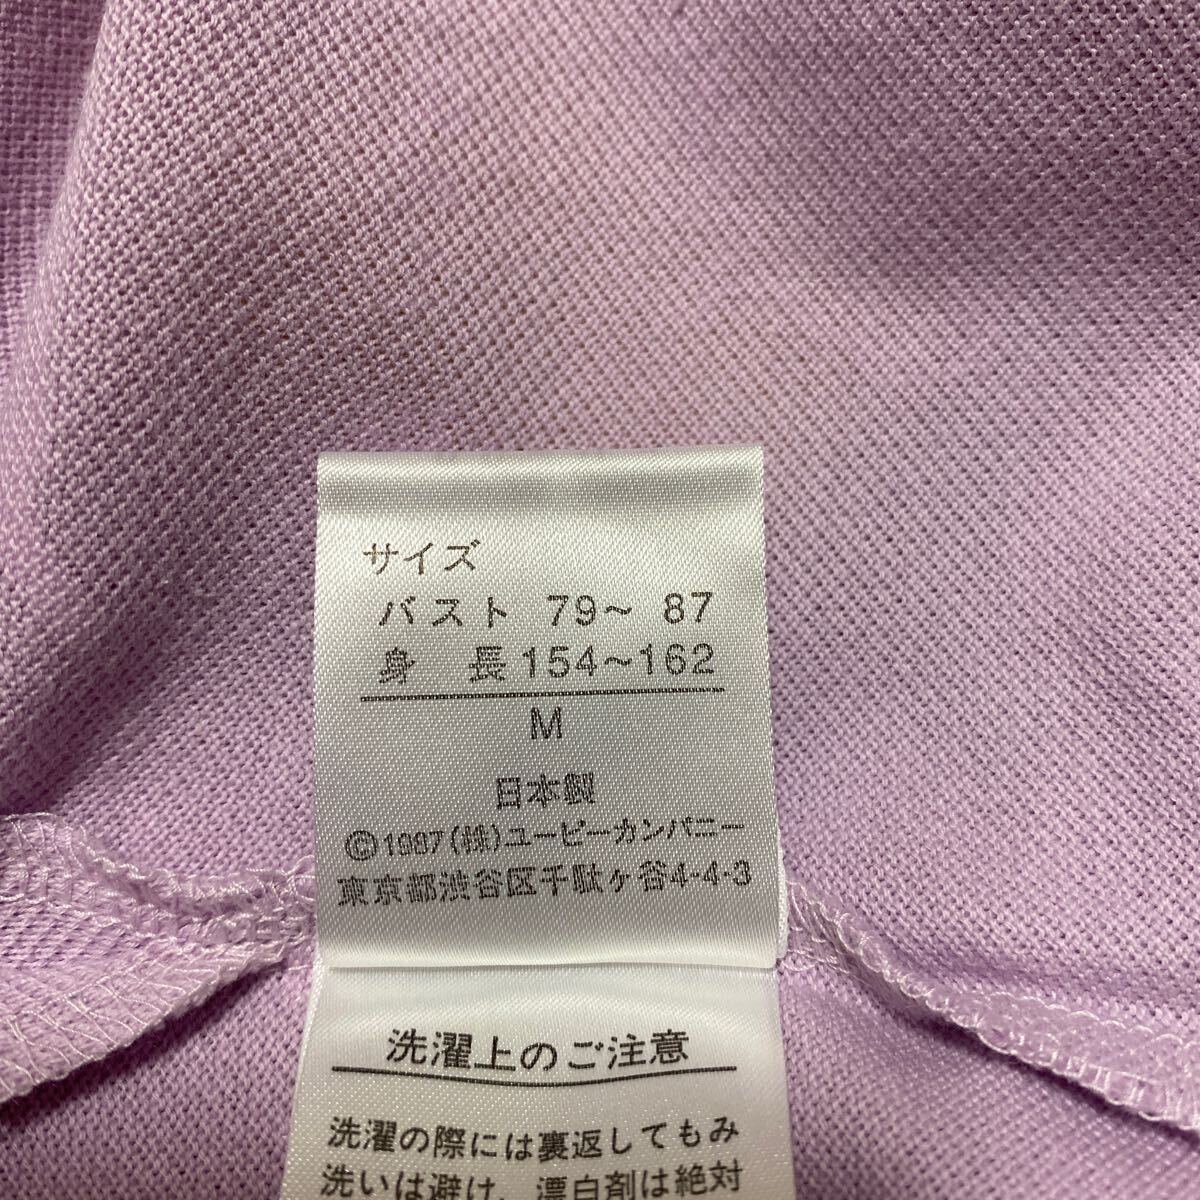 サイズ
バスト 79～ 87
身 長 154～162
M
日本製
©1987（株）ユーピーカンパニー
東京都渋谷区千駄ヶ谷4-4-3
洗濯上のご注意
洗濯の際には裏返してもみ
洗いは避け、漂白剤は絶対